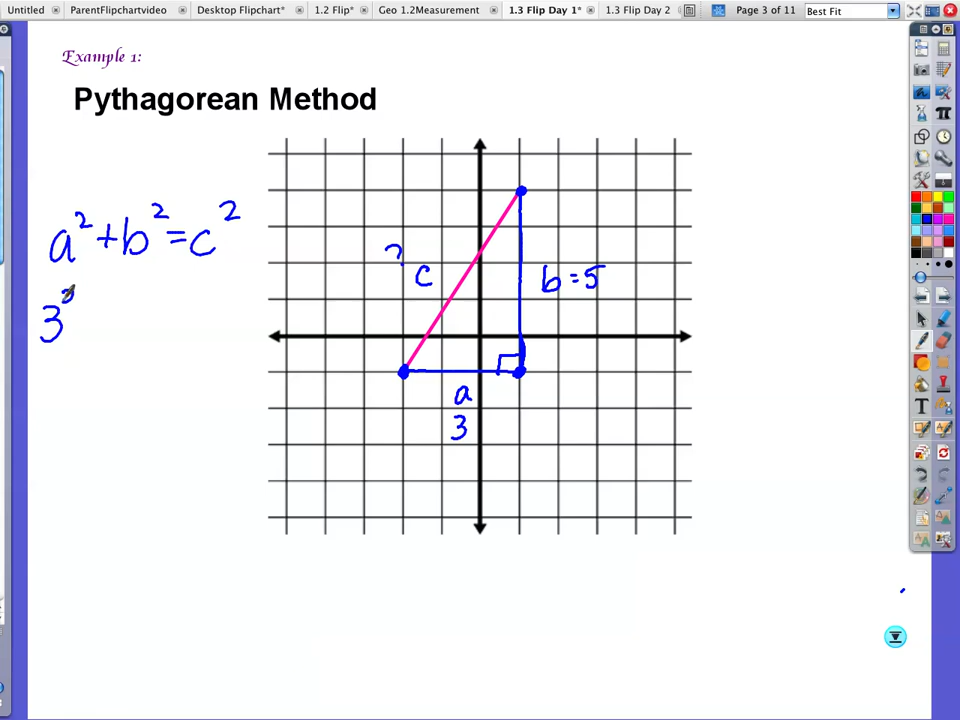 Untitled ParentFlipchartvideo Desktop Flipchart* 1.2 Flip* Geo 1.2Measurement 1.3 Flip Day 1* 1.3 Flip Day 2 Page 3 of 11 Best Fit
Example 1:
Pythagorean Method
a²+b²=c²
3²
?
c
b=5
a
3